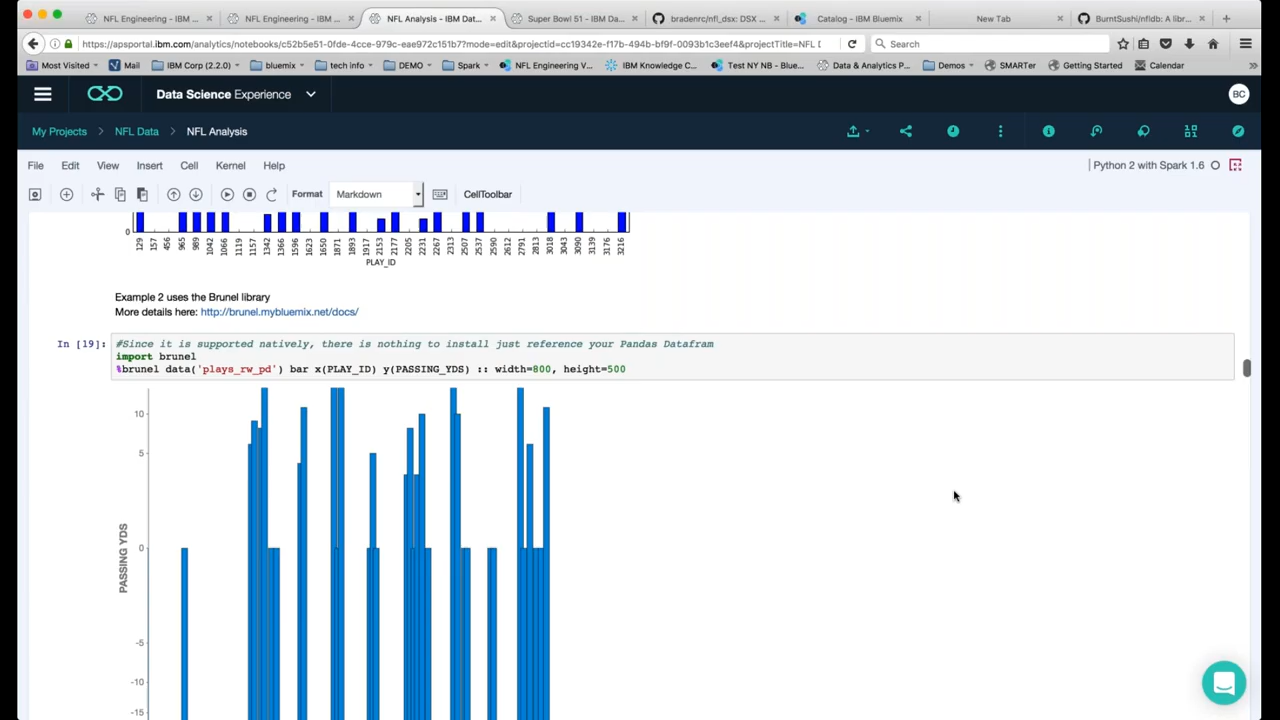 NFL Engineering - IBM ...
NFL Engineering - IBM ...
NFL Analysis - IBM Dat...
Super Bowl 51 - IBM Da...
bradenrc/nfl_dsx: DSX ...
Catalog - IBM Bluemix
New Tab
BurntSushi/nfldb: A libr...
https://apsportal.ibm.com/analytics/notebooks/c52b5e51-0fde-4cce-979c-eae972c151b7?mode=edit&projectid=cc19342e-f17b-494b-bf9f-0093b1c3eef4&projectTitle=NFL D
Search
Most Visited
Mail
IBM Corp (2.2.0)
bluemix
tech info
DEMO
Spark
NFL Engineering V...
IBM Knowledge C...
Test NY NB - Blue...
Data & Analytics P...
Demos
SMARTer
Getting Started
Calendar
Data Science Experience
BC
My Projects > NFL Data > NFL Analysis
File Edit View Insert Cell Kernel Help
Python 2 with Spark 1.6
Format Markdown CellToolbar
0
129 157 456 965 989 1042 1066 1119 1157 1342 1366 1596 1623 1650 1871 1893 1917 2153 2177 2205 2231 2267 2313 2507 2537 2590 2612 2791 2813 3018 3043 3090 3139 3176 3216
PLAY_ID
Example 2 uses the Brunel library
More details here: http://brunel.mybluemix.net/docs/
In [19]: #Since it is supported natively, there is nothing to install just reference your Pandas Datafram
import brunel
%brunel data('plays_rw_pd') bar x(PLAY_ID) y(PASSING_YDS) :: width=800, height=500
10
5
0
-5
-10
-15
PASSING YDS